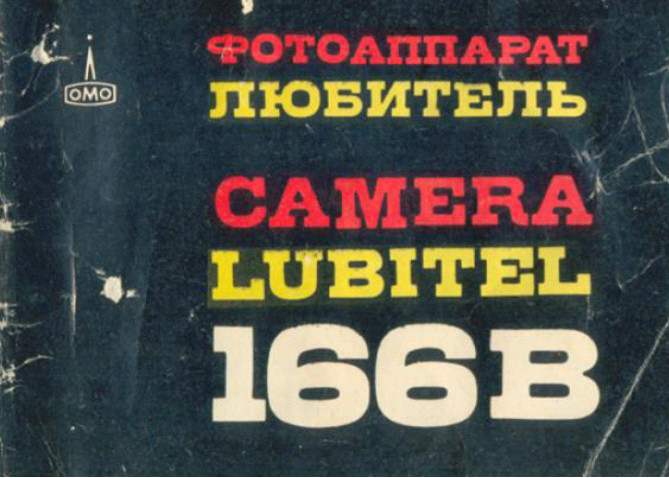 ФОТОАППАРАТ
ЛЮБИТЕЛЬ
ОМО
CAMERA
LUBITEL
166B